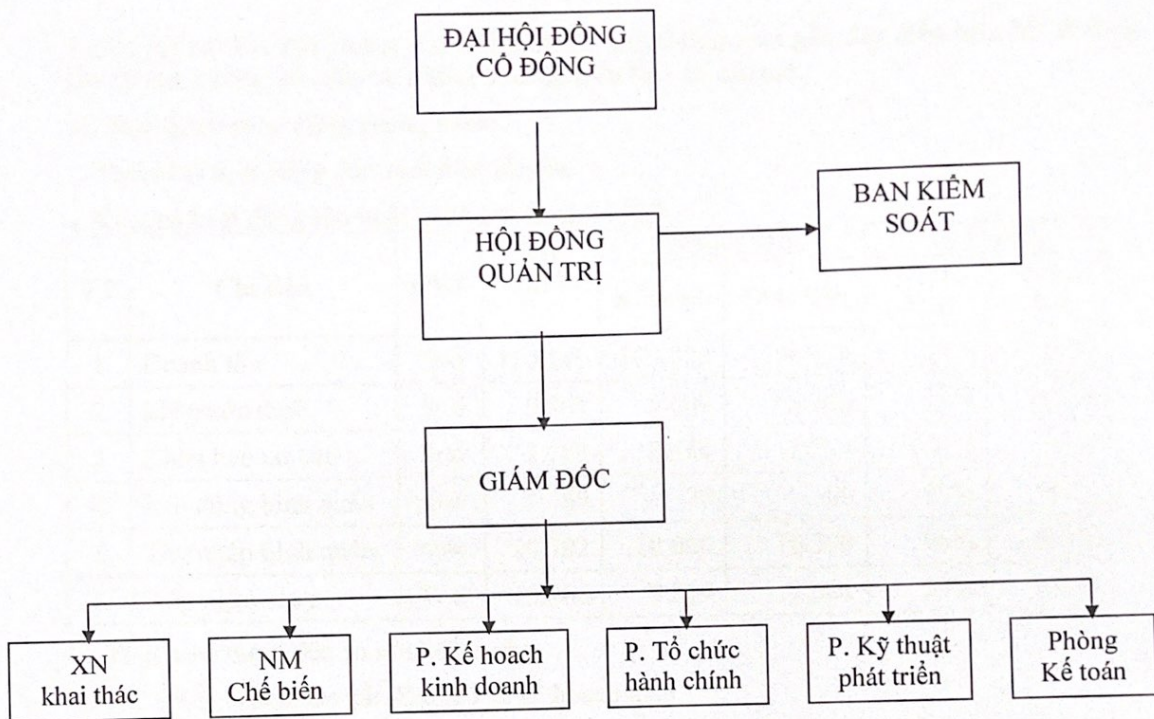 ĐẠI HỘI ĐỒNG
CỔ ĐÔNG
BAN KIỂM
SOÁT
HỘI ĐỒNG
QUẢN TRỊ
GIÁM ĐỐC
XN
khai thác
NM
Chế biến
P. Kế hoach
kinh doanh
P. Tổ chức
hành chính
P. Kỹ thuật
phát triển
Phòng
Kế toán